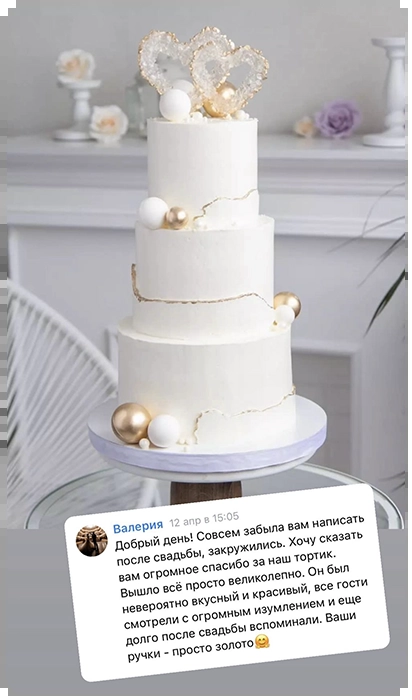 Валерия 12 апр в 15:05
Добрый день! Совсем забыла вам написать
после свадьбы, закружились. Хочу сказать
вам огромное спасибо за наш тортик.
Вышло всё просто великолепно. Он был
невероятно вкусный и красивый, все гости
смотрели с огромным изумлением и еще
долго после свадьбы вспоминали. Ваши
ручки - просто золото🤗